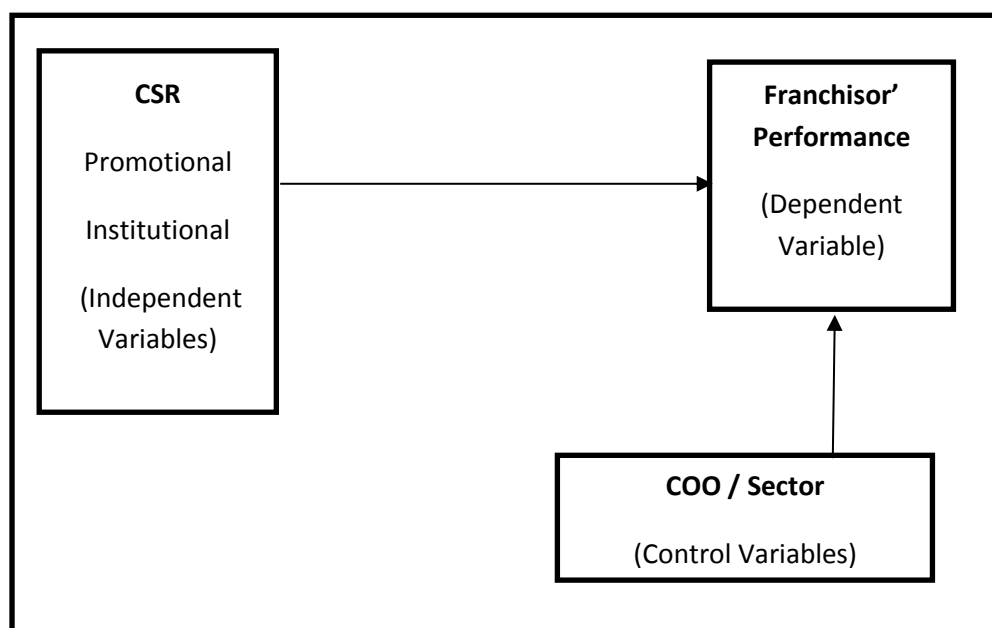 CSR
Promotional
Institutional
(Independent
Variables)
Franchisor’
Performance
(Dependent
Variable)
COO / Sector
(Control Variables)